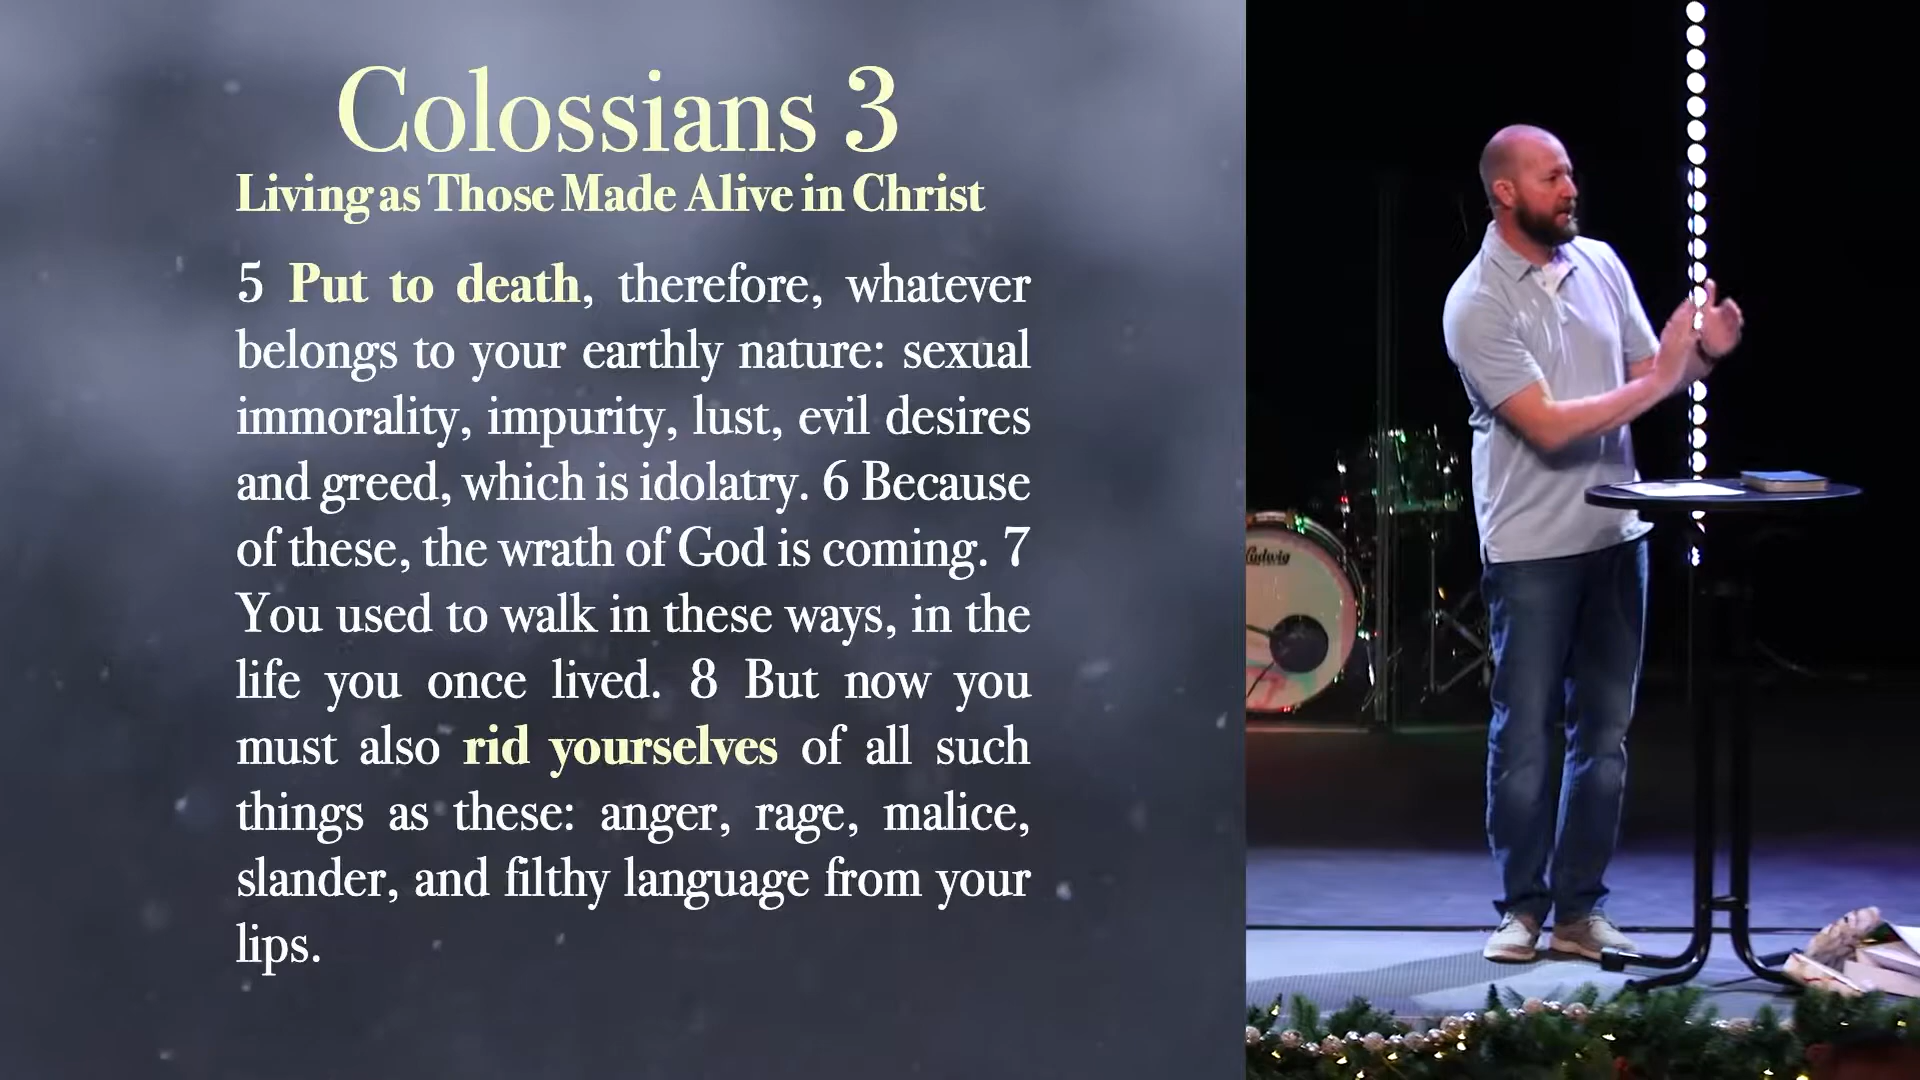 Colossians 3
Living as Those Made Alive in Christ
5 Put to death, therefore, whatever
belongs to your earthly nature: sexual
immorality, impurity, lust, evil desires
and greed, which is idolatry. 6 Because
of these, the wrath of God is coming. 7
You used to walk in these ways, in the
life you once lived. 8 But now you
must also rid yourselves of all such
things as these: anger, rage, malice,
slander, and filthy language from your
lips.
Ludwig